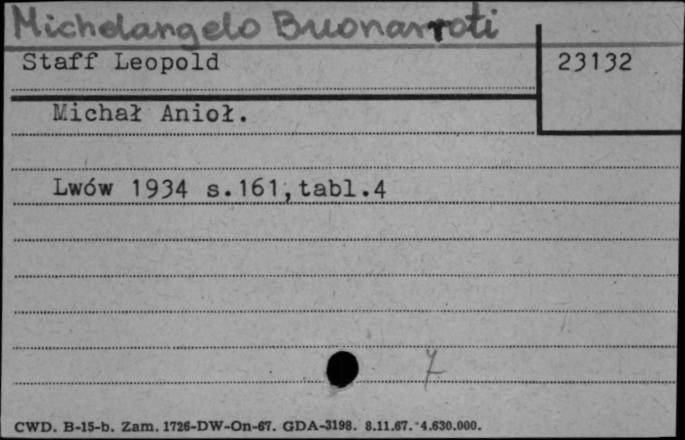 Michelangelo Buonarroti
Staff Leopold
23132
Michał Anioł.
Lwów 1934 s.161,tabl.4
7
CWD. B-15-b. Zam. 1726-DW-On-67. GDA-3198. 8.11.67. 4.630.000.